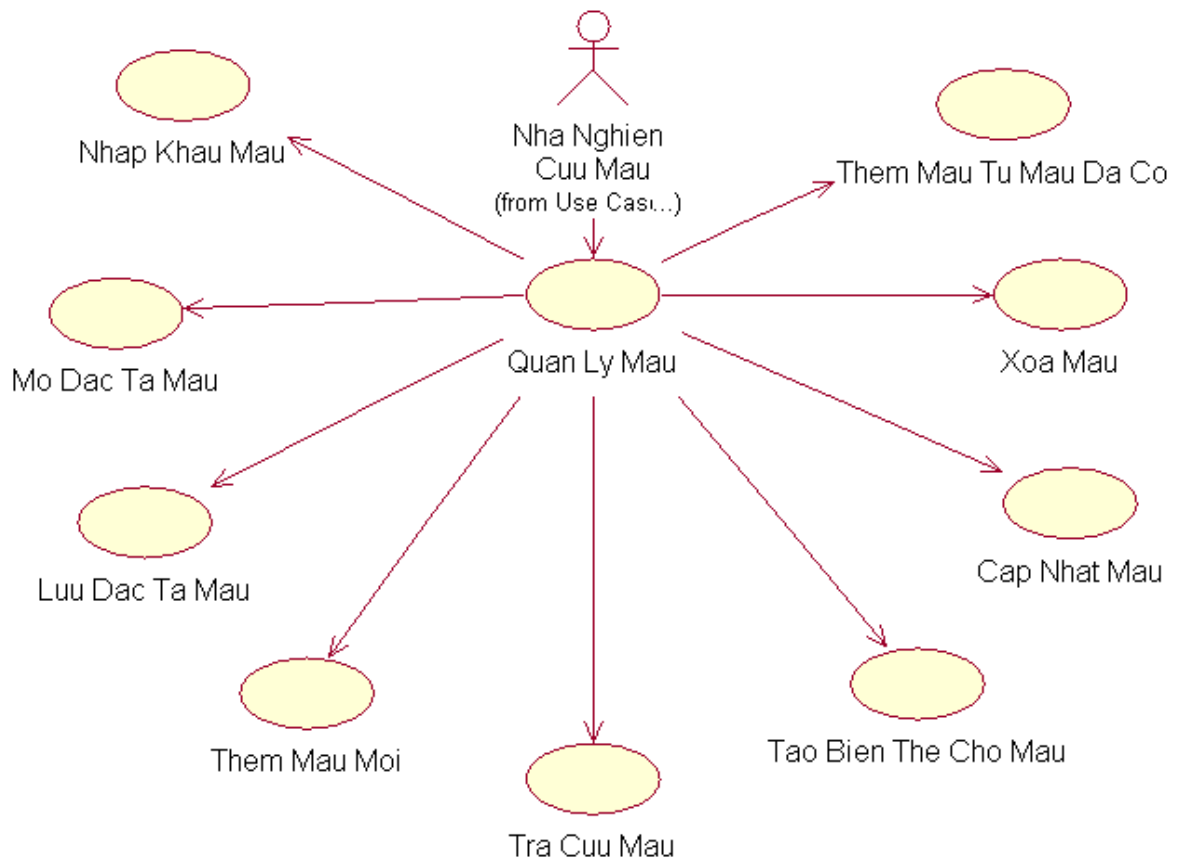 Nha Nghien
Cuu Mau
(from Use Cas...)
Nhap Khau Mau
Them Mau Tu Mau Da Co
Quan Ly Mau
Xoa Mau
Mo Dac Ta Mau
Cap Nhat Mau
Luu Dac Ta Mau
Them Mau Moi
Tao Bien The Cho Mau
Tra Cuu Mau